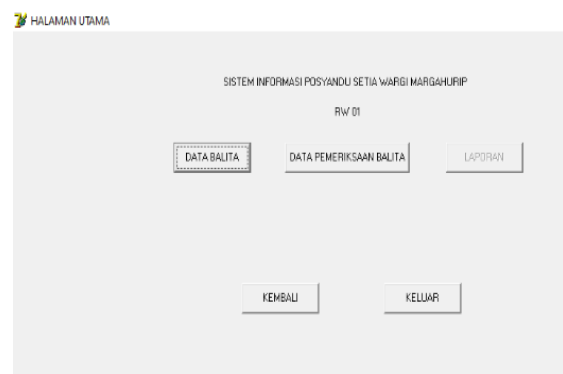 HALAMAN UTAMA
SISTEM INFORMASI POSYANDU SETIA WARGI MARGAHURIP
RW 01
DATA BALITA
DATA PEMERIKSAAN BALITA
LAPORAN
KEMBALI
KELUAR